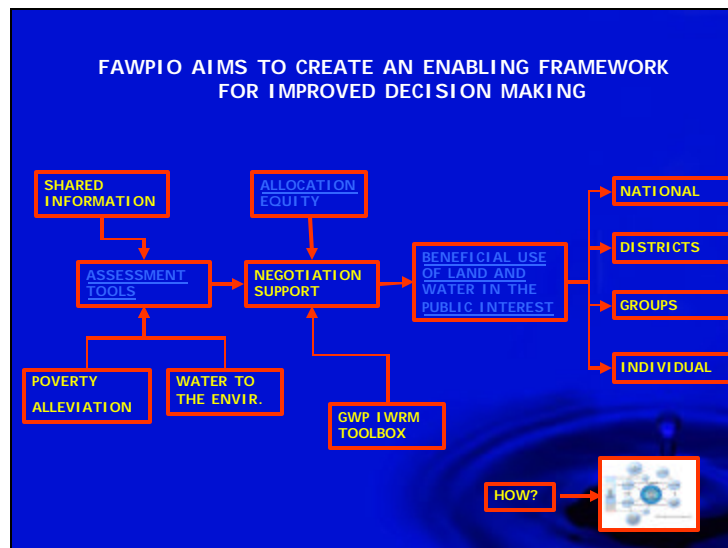 FAWPIO AIMS TO CREATE AN ENABLING FRAMEWORK
FOR IMPROVED DECISION MAKING
SHARED
INFORMATION
ALLOCATION
EQUITY
NATIONAL
DISTRICTS
ASSESSMENT
TOOLS
NEGOTIATION
SUPPORT
BENEFICIAL USE
OF LAND AND
WATER IN THE
PUBLIC INTEREST
GROUPS
INDIVIDUAL
POVERTY
ALLEVIATION
WATER TO
THE ENVIR.
GWP IWRM
TOOLBOX
HOW?